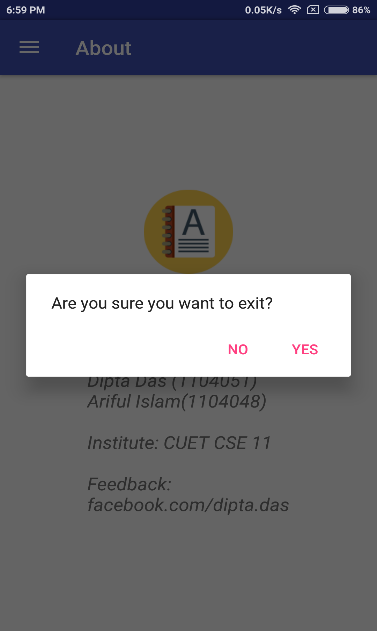 6:59 PM 0.05K/s 86%
About
A
Are you sure you want to exit?
NO YES
Dipta Das (1104051)
Ariful Islam(1104048)
Institute: CUET CSE 11
Feedback:
facebook.com/dipta.das